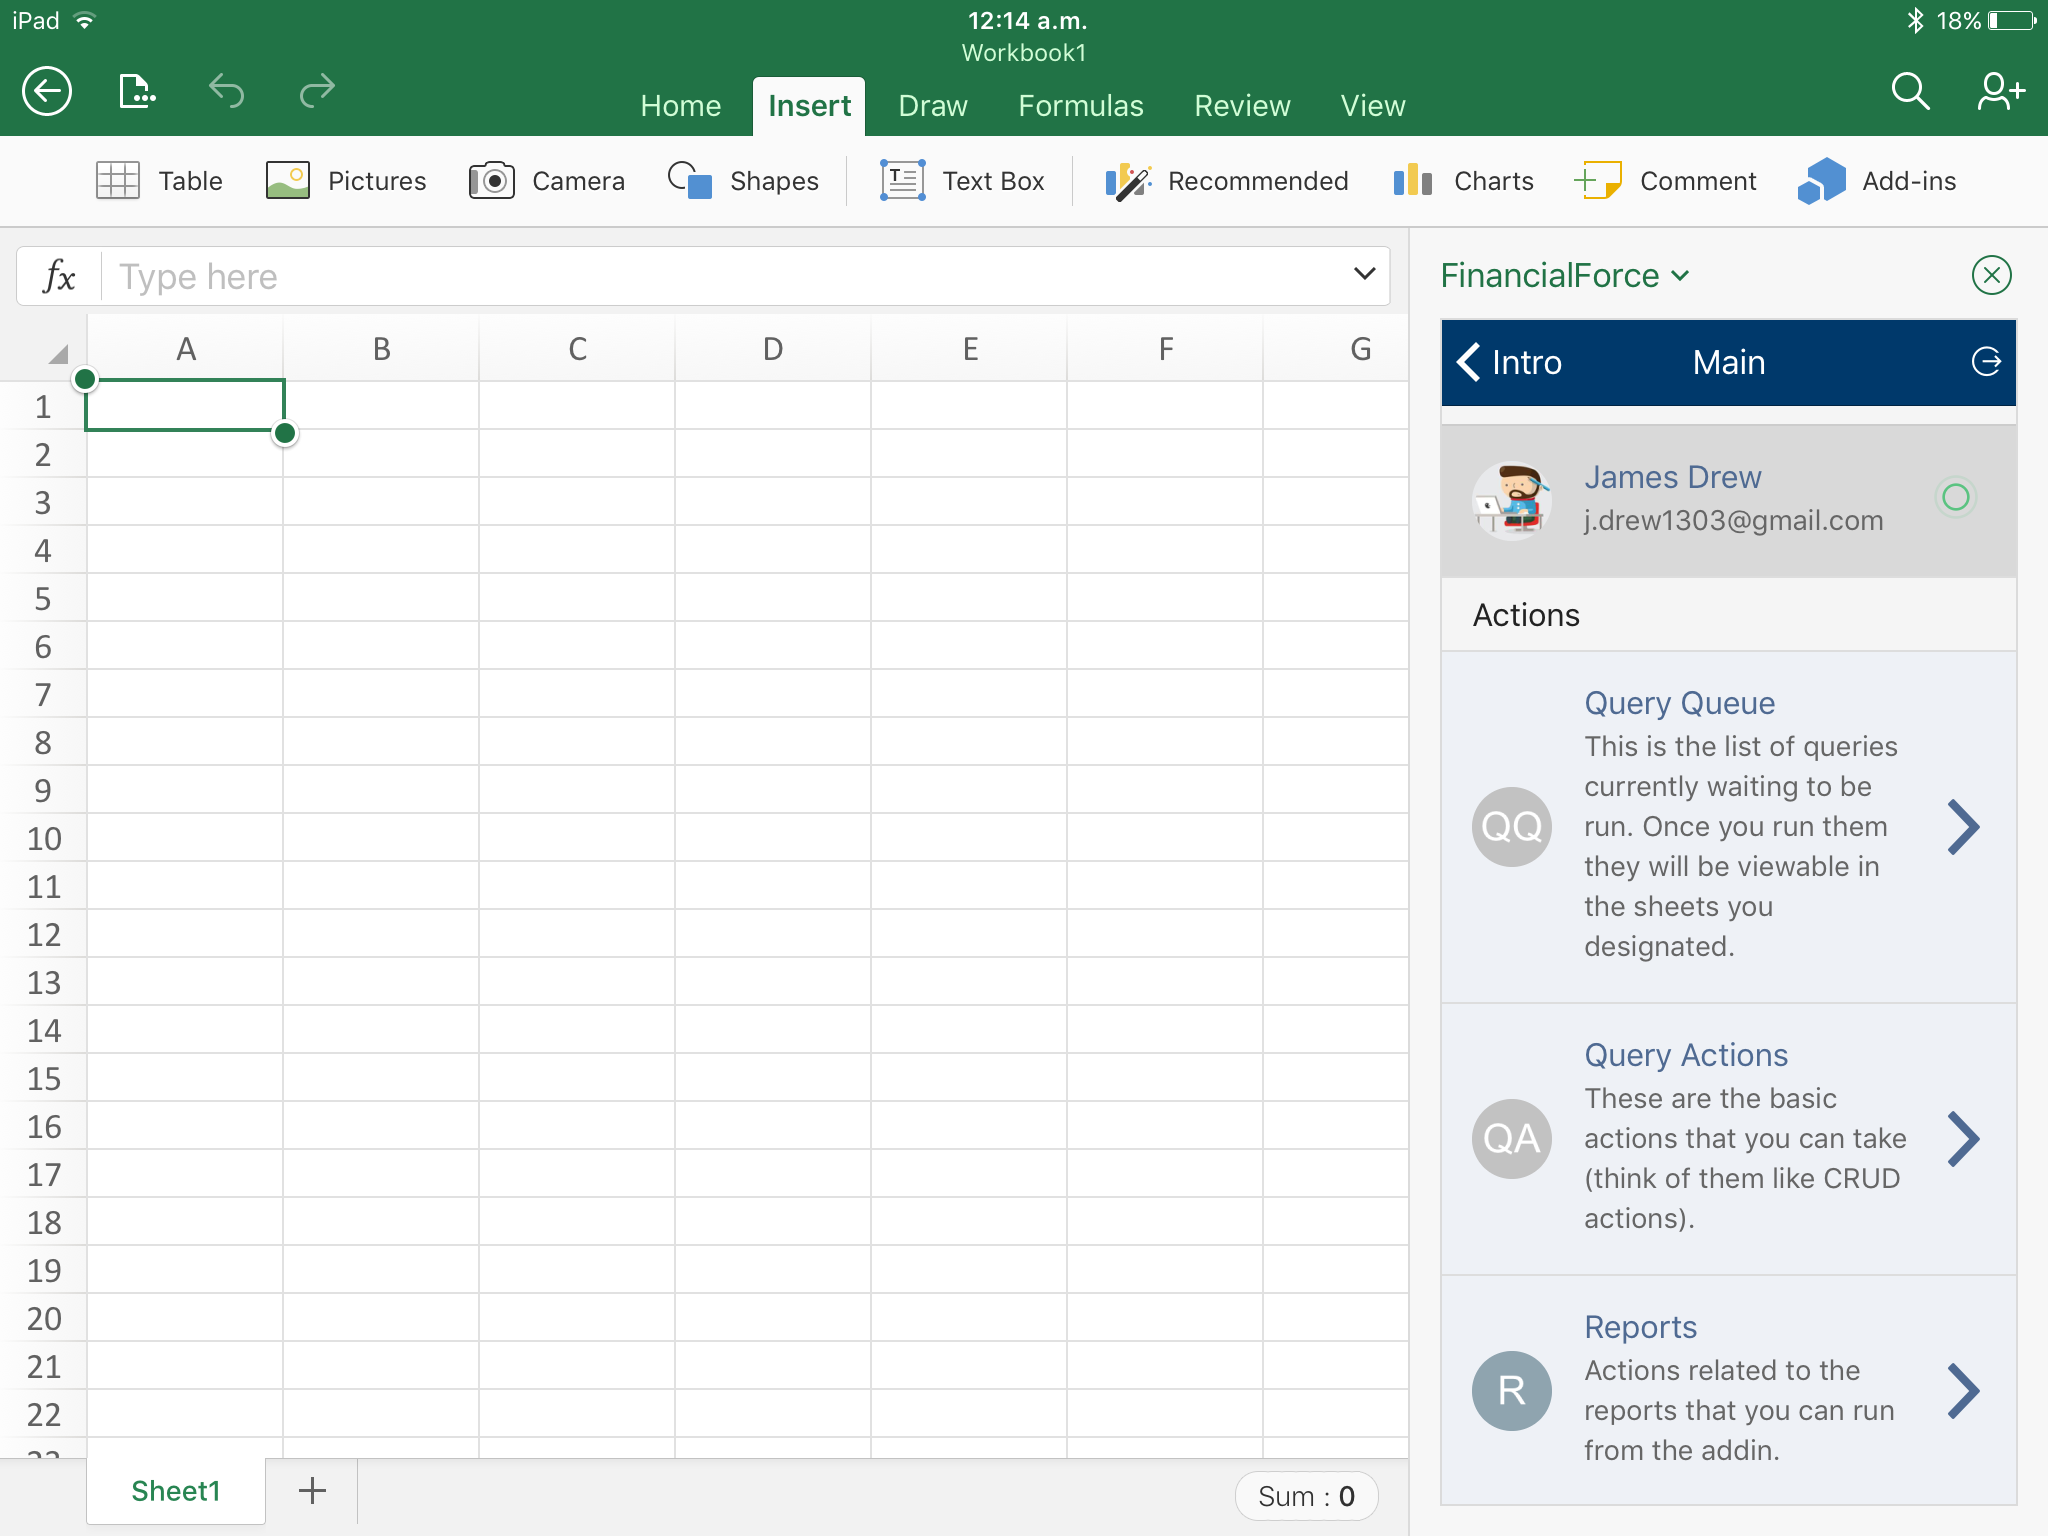 iPad
12:14 a.m.
18%
Workbook1
Home
Insert
Draw
Formulas
Review
View
Table
Pictures
Camera
Shapes
Text Box
Recommended
Charts
Comment
Add-ins
fx
Type here
A
B
C
D
E
F
G
1
2
3
4
5
6
7
8
9
10
11
12
13
14
15
16
17
18
19
20
21
22
Sheet1
Sum : 0
FinancialForce
Intro
Main
James Drew
j.drew1303@gmail.com
Actions
Query Queue
This is the list of queries
currently waiting to be
QQ
run. Once you run them
they will be viewable in
the sheets you
designated.
Query Actions
These are the basic
QA
actions that you can take
(think of them like CRUD
actions).
Reports
Actions related to the
R
reports that you can run
from the addin.